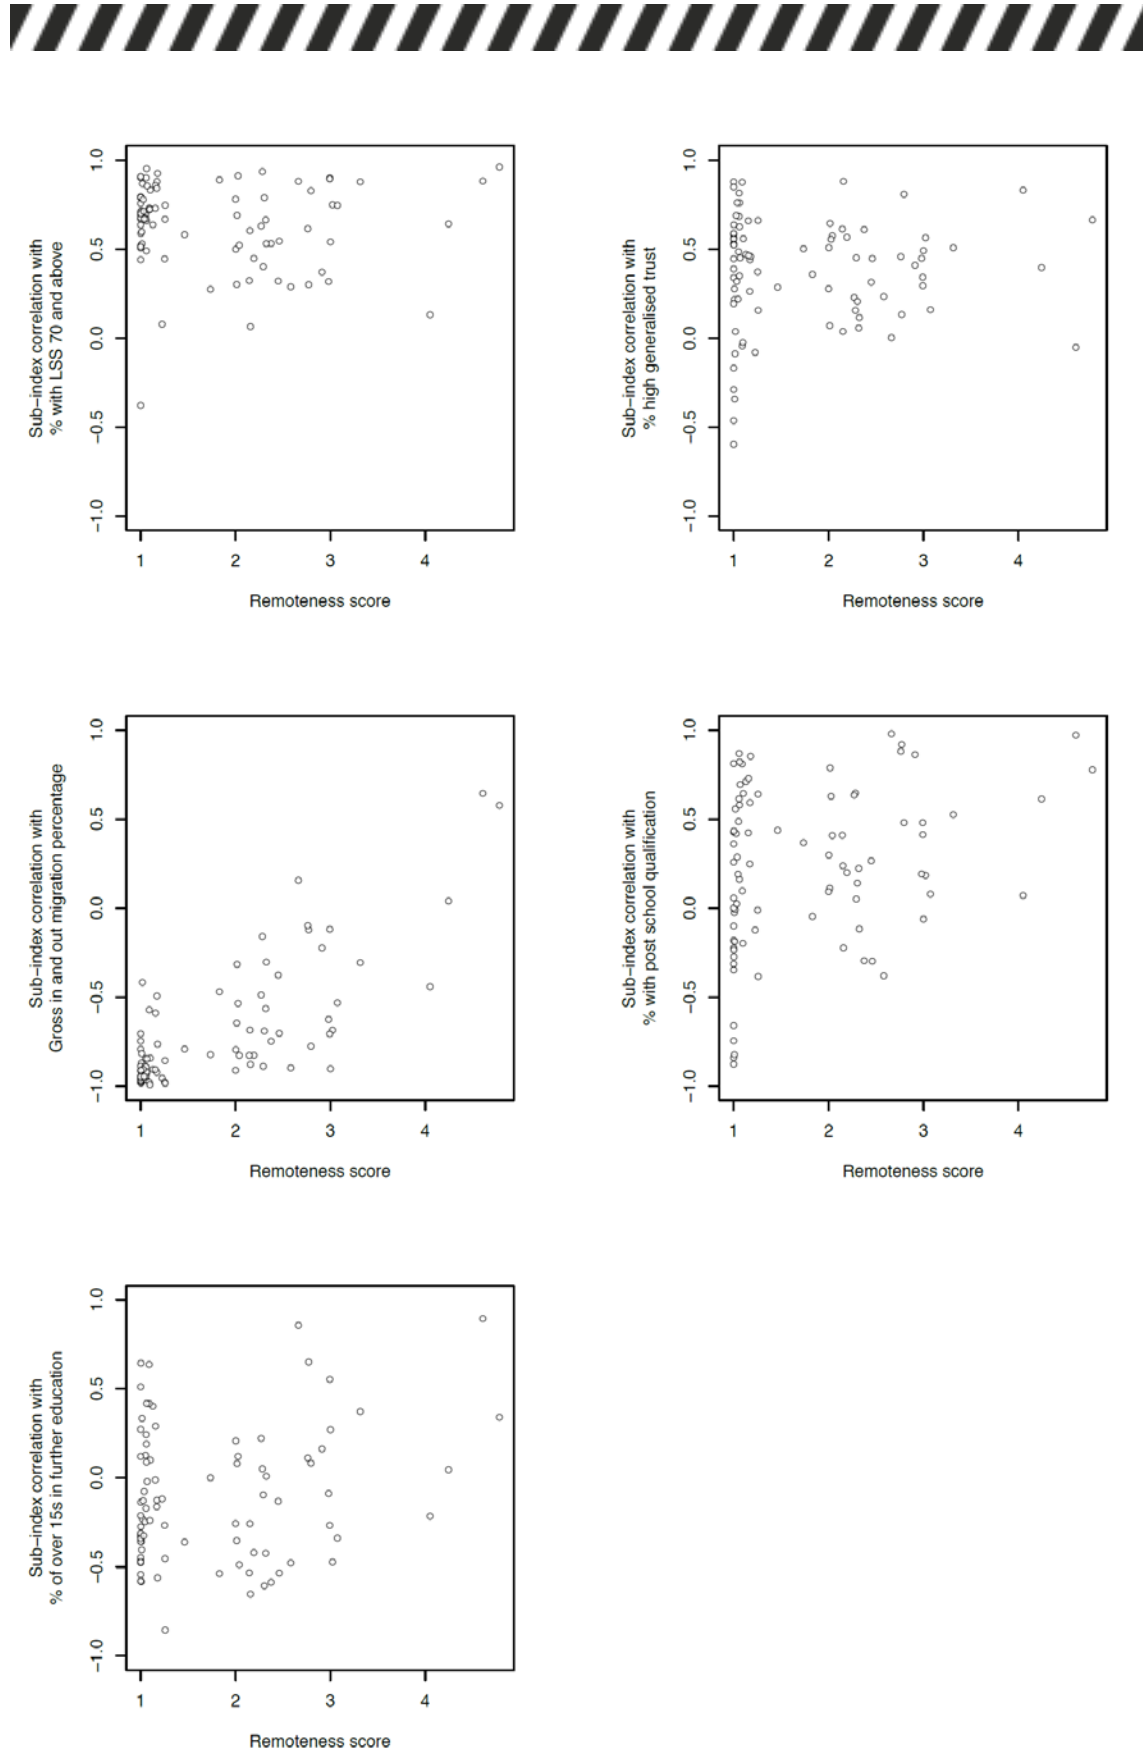 Sub−index correlation with
% with LSS 70 and above
1.0
0.5
0.0
−0.5
−1.0
1 2 3 4
Remoteness score
Sub−index correlation with
% high generalised trust
1.0
0.5
0.0
−0.5
−1.0
1 2 3 4
Remoteness score
Sub−index correlation with
Gross in and out migration percentage
1.0
0.5
0.0
−0.5
−1.0
1 2 3 4
Remoteness score
Sub−index correlation with
% with post school qualification
1.0
0.5
0.0
−0.5
−1.0
1 2 3 4
Remoteness score
Sub−index correlation with
% of over 15s in further education
1.0
0.5
0.0
−0.5
−1.0
1 2 3 4
Remoteness score